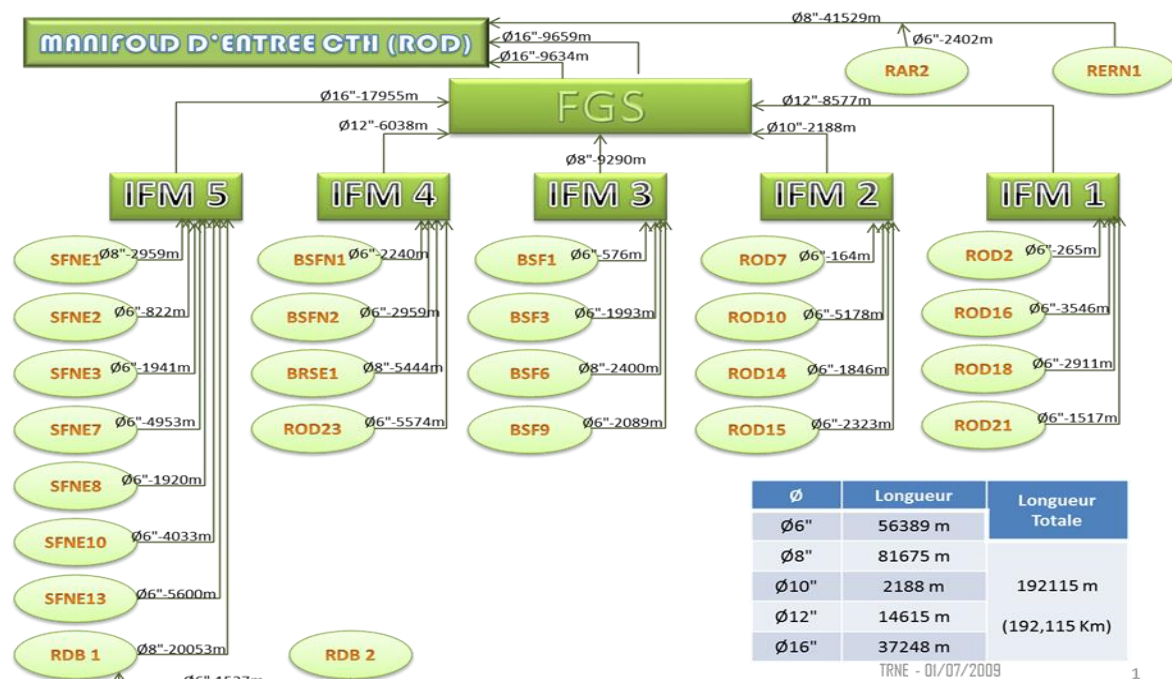 Ø8"-41529m
MANIFOLD D'ENTREE CTH (ROD)
Ø16"-9659m
Ø6"-2402m
Ø16"-9634m
RAR2
RERN1
FGS
Ø16"-17955m
Ø12"-8577m
Ø12"-6038m
Ø10"-2188m
Ø8"-9290m
IFM 5
IFM 4
IFM 3
IFM 2
IFM 1
SFNE1
Ø8"-2959m
SFNE2
Ø6"-822m
SFNE3
Ø6"-1941m
SFNE7
Ø6"-4953m
SFNE8
Ø6"-1920m
SFNE10
Ø6"-4033m
SFNE13
Ø6"-5600m
RDB 1
Ø8"-20053m
Ø6"-1527m
BSFN1
Ø6"-2240m
BSFN2
Ø6"-2959m
BRSE1
Ø8"-5444m
ROD23
Ø6"-5574m
RDB 2
BSF1
Ø6"-576m
BSF3
Ø6"-1993m
BSF6
Ø8"-2400m
BSF9
Ø6"-2089m
ROD7
Ø6"-164m
ROD10
Ø6"-5178m
ROD14
Ø6"-1846m
ROD15
Ø6"-2323m
ROD2
Ø6"-265m
ROD16
Ø6"-3546m
ROD18
Ø6"-2911m
ROD21
Ø6"-1517m
Ø Longueur Longueur
Totale
Ø6" 56389 m
Ø8" 81675 m
Ø10" 2188 m
Ø12" 14615 m
Ø16" 37248 m
192115 m
(192,115 Km)
TRNE - 01/07/2009
1